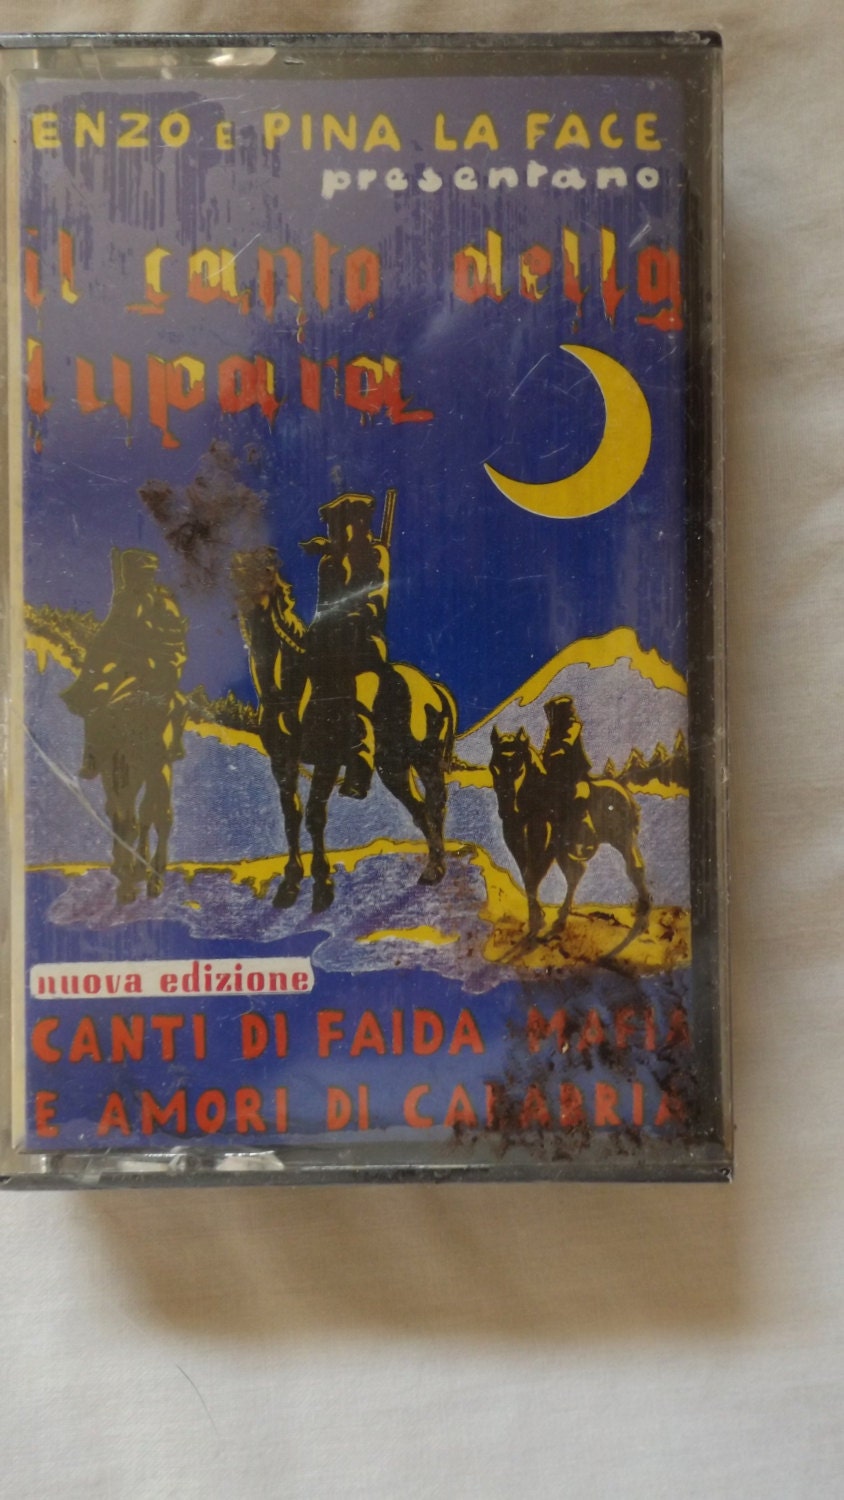 ENZO E PINA LA FACE
presentano
il canto della
lupara
nuova edizione
CANTI DI FAIDA MAFIA
E AMORI DI CALABRIA